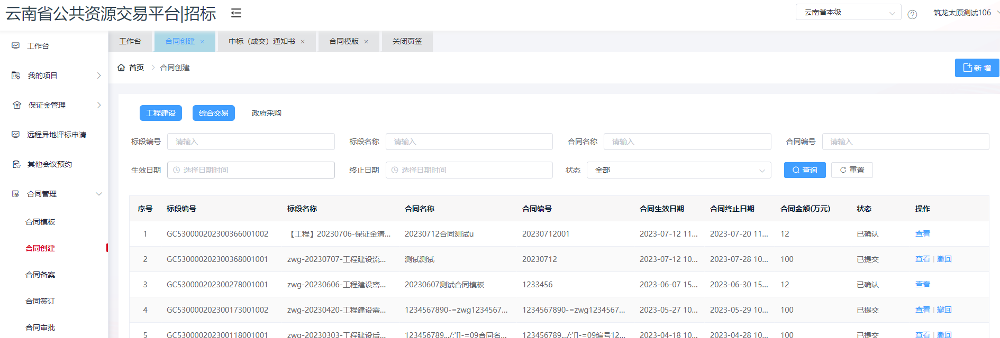 云南省公共资源交易平台|招标
云南省本级
筑龙太原测试106
工作台
合同创建 ×
中标（成交）通知书 ×
合同模版 ×
关闭页签
工作台
我的项目
保证金管理
远程异地评标申请
其他会议预约
合同管理
合同模板
合同创建
合同备案
合同签订
合同审批
首页 > 合同创建
新 增
工程建设 综合交易 政府采购
标段编号 请输入 标段名称 请输入 合同名称 请输入 合同编号 请输入
生效日期 选择日期时间 终止日期 选择日期时间 状态 全部 查询 重置
序号 标段编号 标段名称 合同名称 合同编号 合同生效日期 合同终止日期 合同金额(万元) 状态 操作
1 GC530000202300366001002 【工程】20230706-保证金清... 20230712合同测试u 20230712001 2023-07-12 11... 2023-07-20 11... 12 已确认 查看
2 GC530000202300368001001 zwg-20230707-工程建设流... 测试测试 20230712 2023-07-12 10... 2023-07-28 10... 100 已提交 查看 | 撤回
3 GC530000202300278001001 zwg-20230606-工程建设密... 20230607测试合同模板 1233456 2023-06-07 15... 2023-06-30 15... 12 已确认 查看
4 GC530000202300173001002 zwg-20230420-工程建设需... 1234567890-=zwg1234567... 1234567890-=zwg1234567... 2023-05-27 10... 2023-05-29 10... 100 已提交 查看 | 撤回
5 GC530000202300118001001 zwg-20230303-工程建设后... 123456789.../;'[]-=09合同名... 123456789.../;'[]-=09编号12... 2023-04-18 10... 2023-04-28 10... 100 已提交 查看 | 撤回